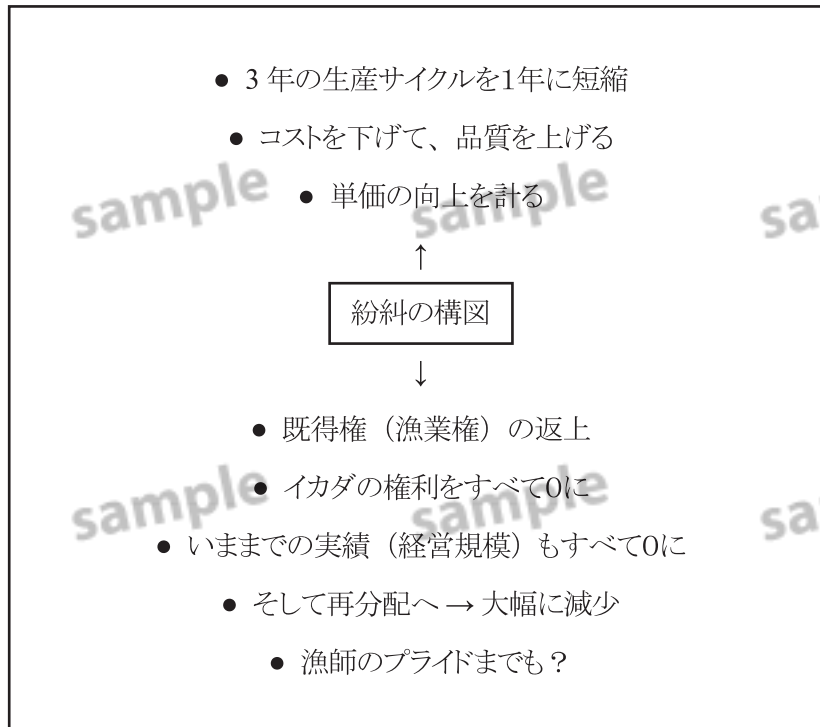 ● 3 年の生産サイクルを1年に短縮
● コストを下げて、品質を上げる
● 単価の向上を計る
↑
紛糾の構図
↓
● 既得権（漁業権）の返上
● イカダの権利をすべて0に
● いままでの実績（経営規模）もすべて0に
● そして再分配へ → 大幅に減少
● 漁師のプライドまでも？
sample sample sa
sample sample sa